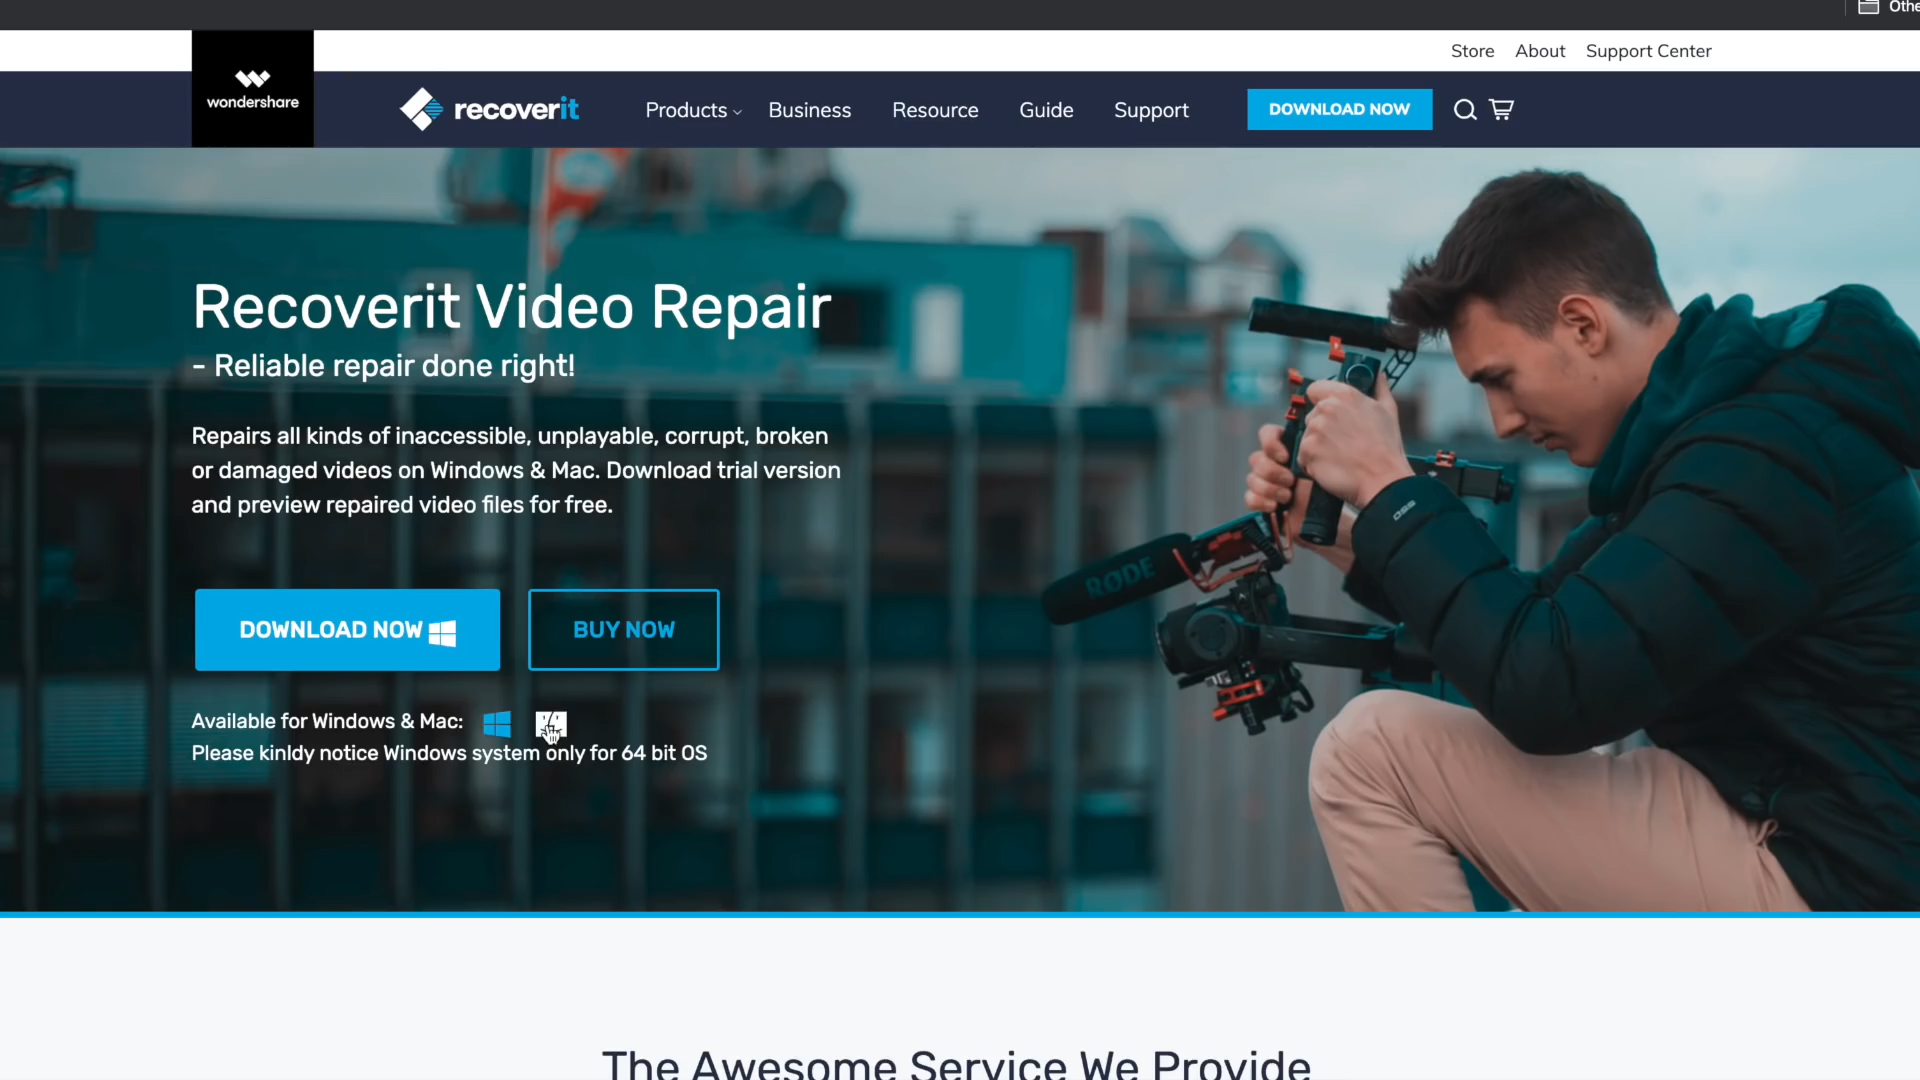 Othe
Store About Support Center
wondershare
recoverit Products Business Resource Guide Support DOWNLOAD NOW
Recoverit Video Repair
- Reliable repair done right!
Repairs all kinds of inaccessible, unplayable, corrupt, broken
or damaged videos on Windows & Mac. Download trial version
and preview repaired video files for free.
RØDE
DOWNLOAD NOW BUY NOW
Available for Windows & Mac:
Please kinldy notice Windows system only for 64 bit OS
The Awesome Service We Provide